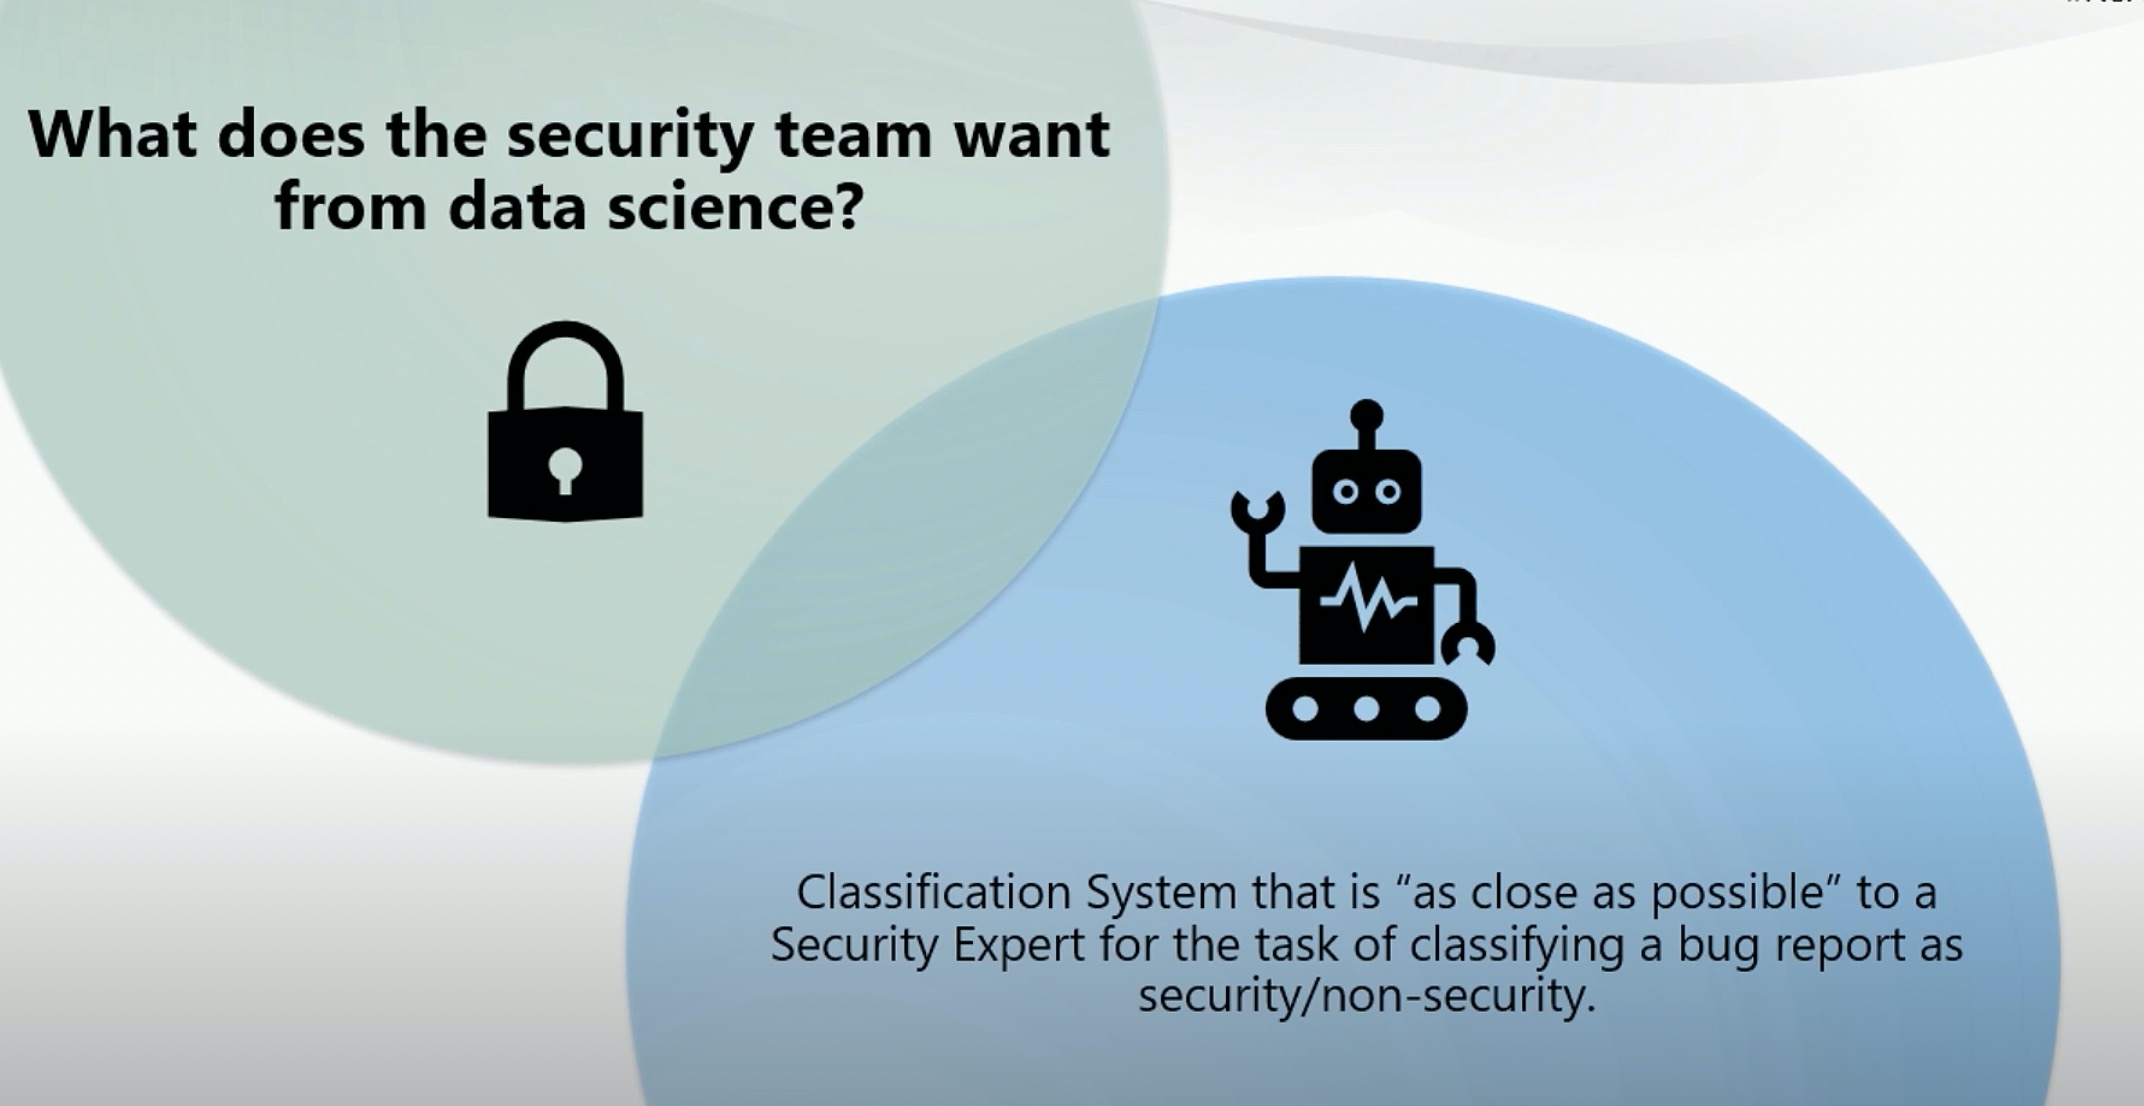 What does the security team want
from data science?
Classification System that is “as close as possible” to a
Security Expert for the task of classifying a bug report as
security/non-security.